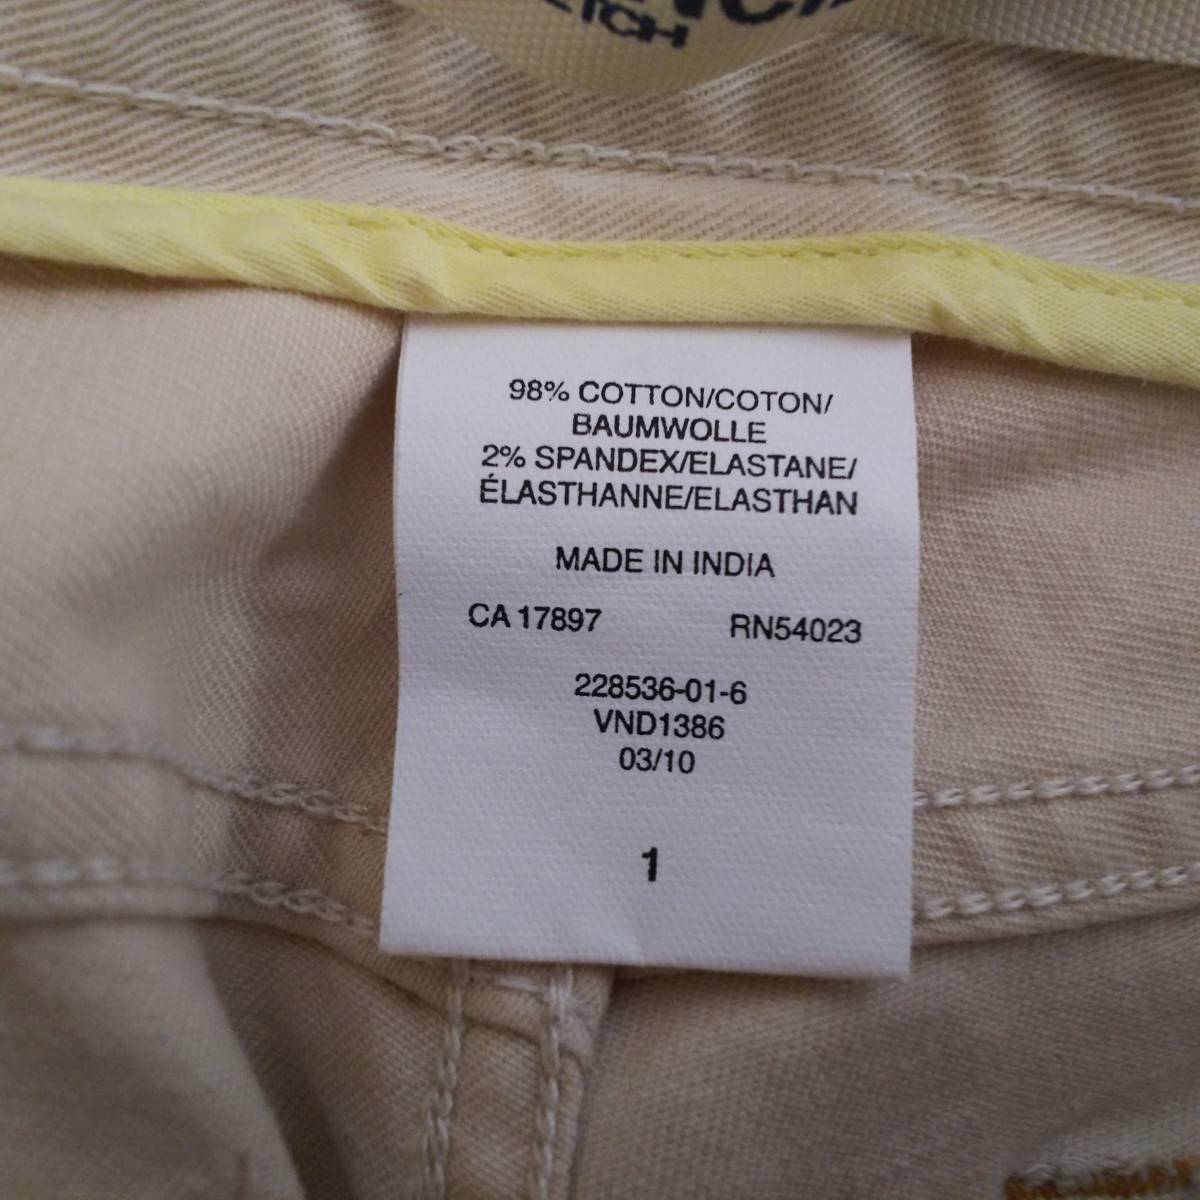 98% COTTON/COTON/
BAUMWOLLE
2% SPANDEX/ELASTANE/
ÉLASTHANNE/ELASTHAN
MADE IN INDIA
CA 17897 RN54023
228536-01-6
VND1386
03/10
1